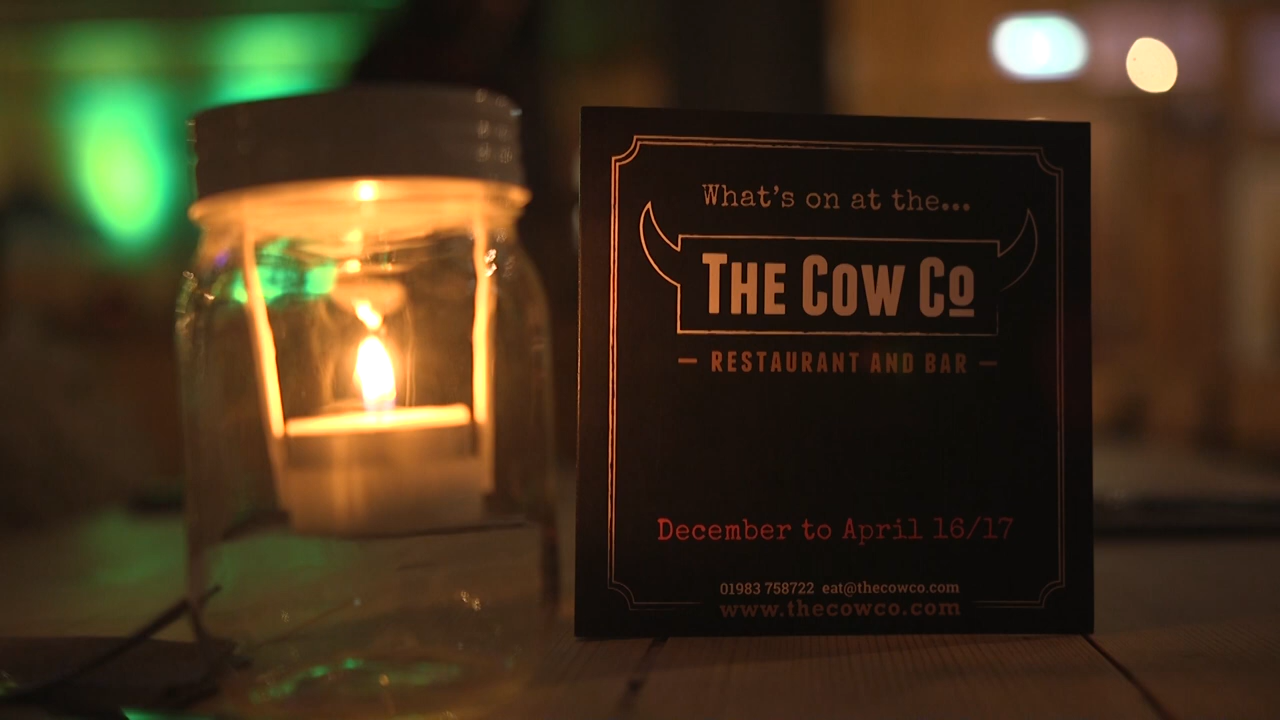 What's on at the...
THE COW CO
— RESTAURANT AND BAR —
December to April 16/17
01983 758722 eat@thecowco.com
www.thecowco.com